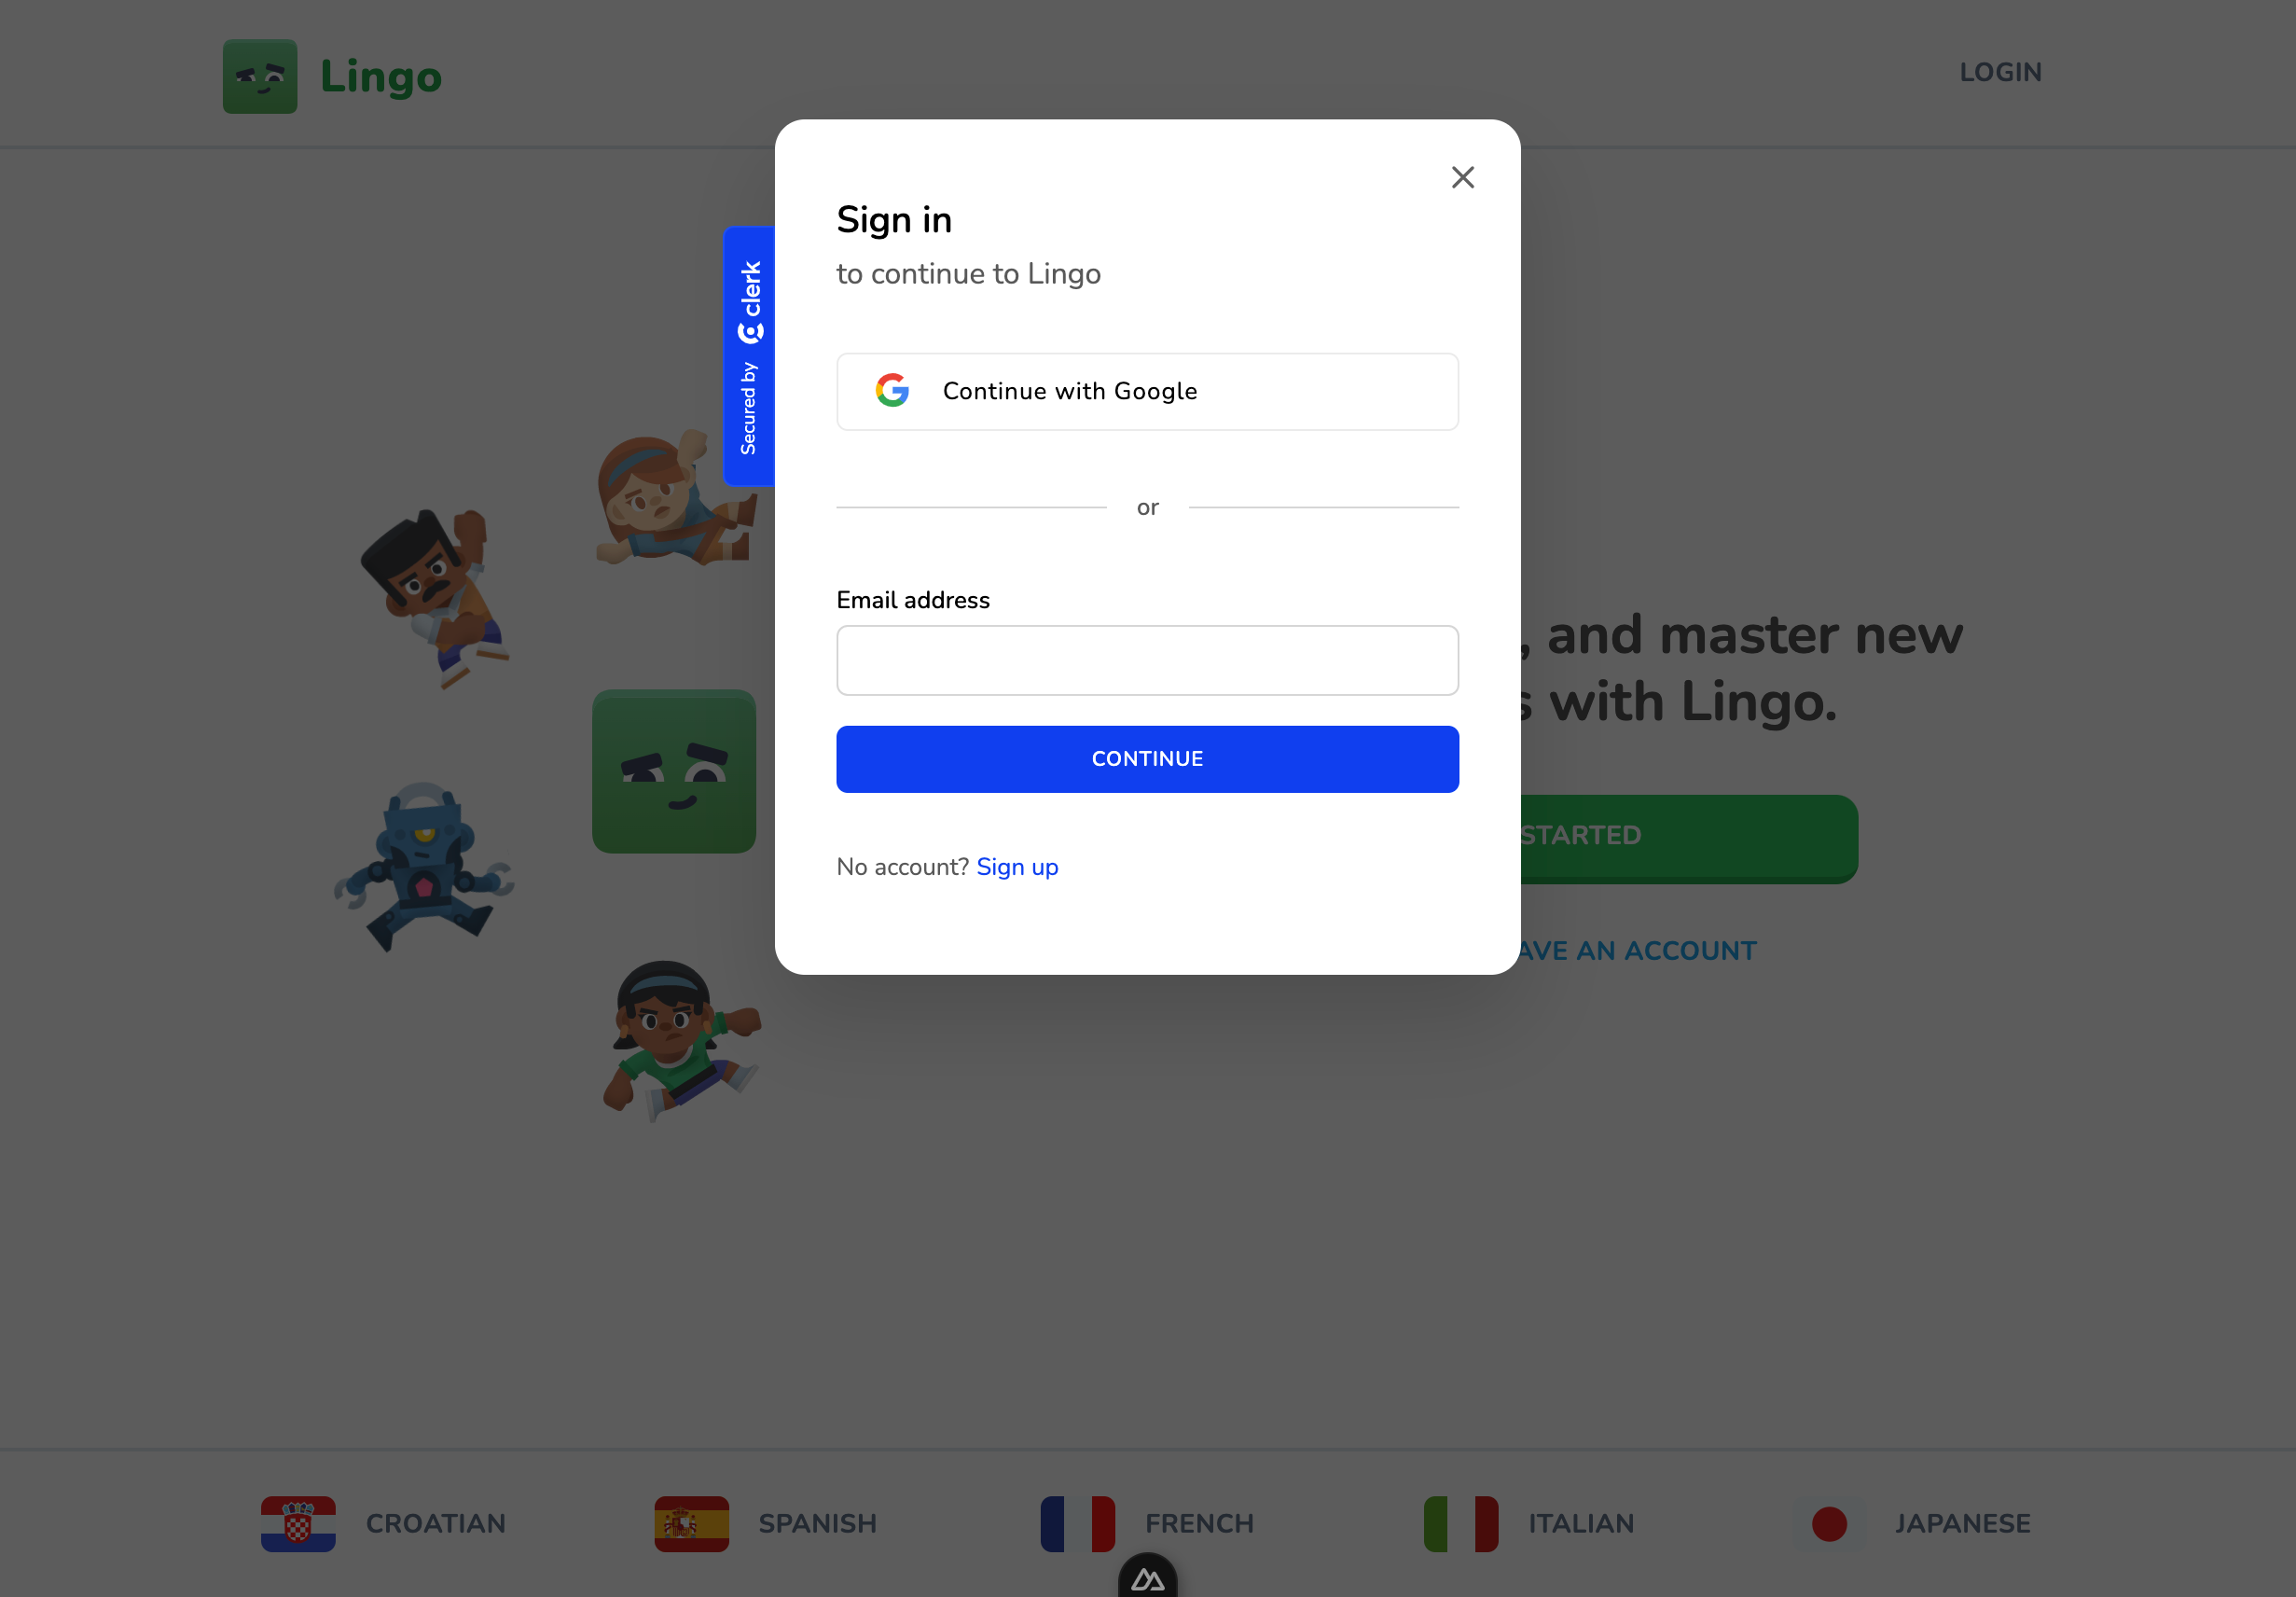 Lingo
LOGIN
Sign in
to continue to Lingo
Secured by clerk
Continue with Google
or
Email address
, and master new
with Lingo.
CONTINUE
STARTED
No account? Sign up
AN ACCOUNT
CROATIAN
SPANISH
FRENCH
ITALIAN
JAPANESE